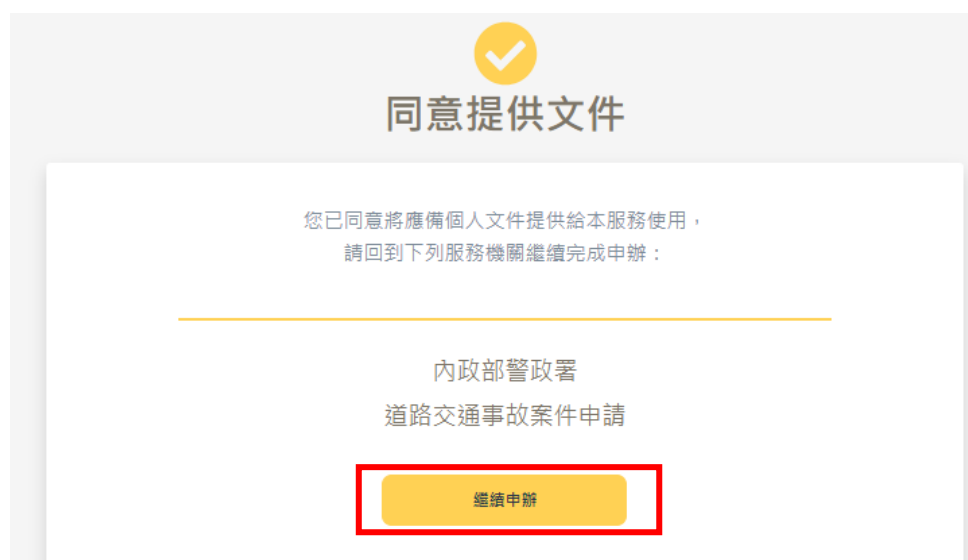 同意提供文件
您已同意將應備個人文件提供給本服務使用，
請回到下列服務機關繼續完成申辦：
內政部警政署
道路交通事故案件申請
繼續申辦